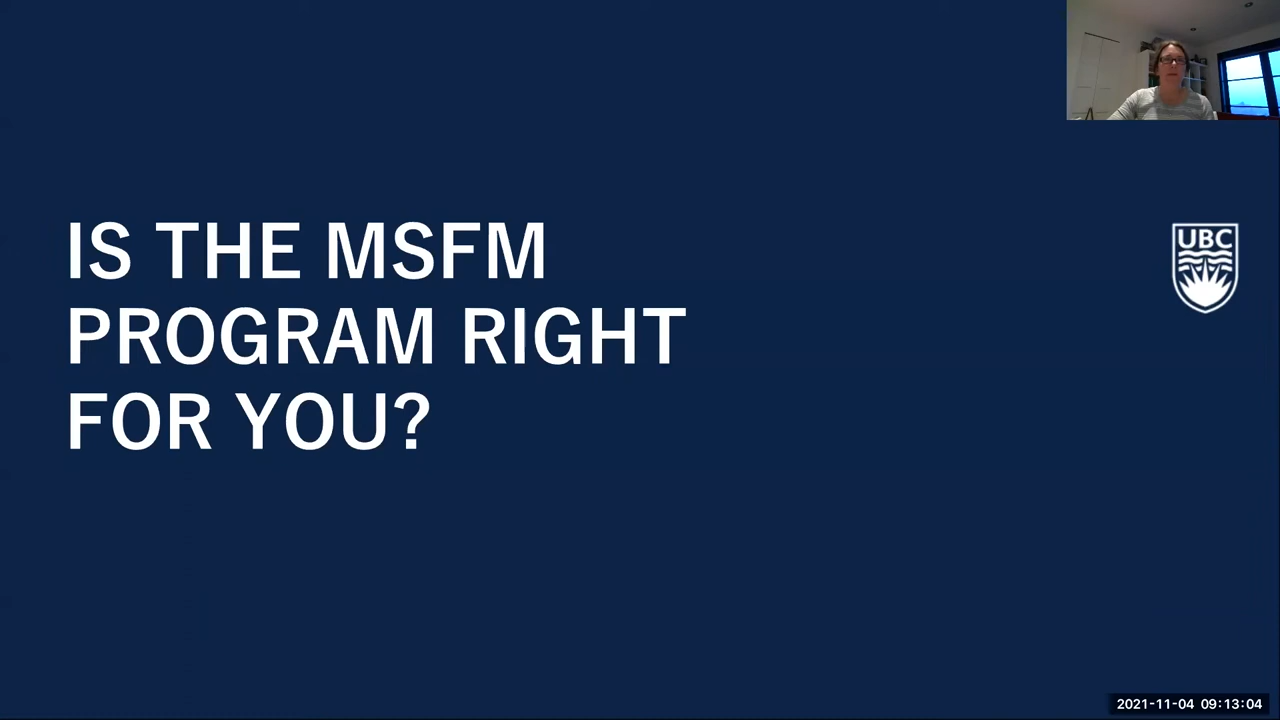 IS THE MSFM
PROGRAM RIGHT
FOR YOU?
UBC
2021-11-04 09:13:04